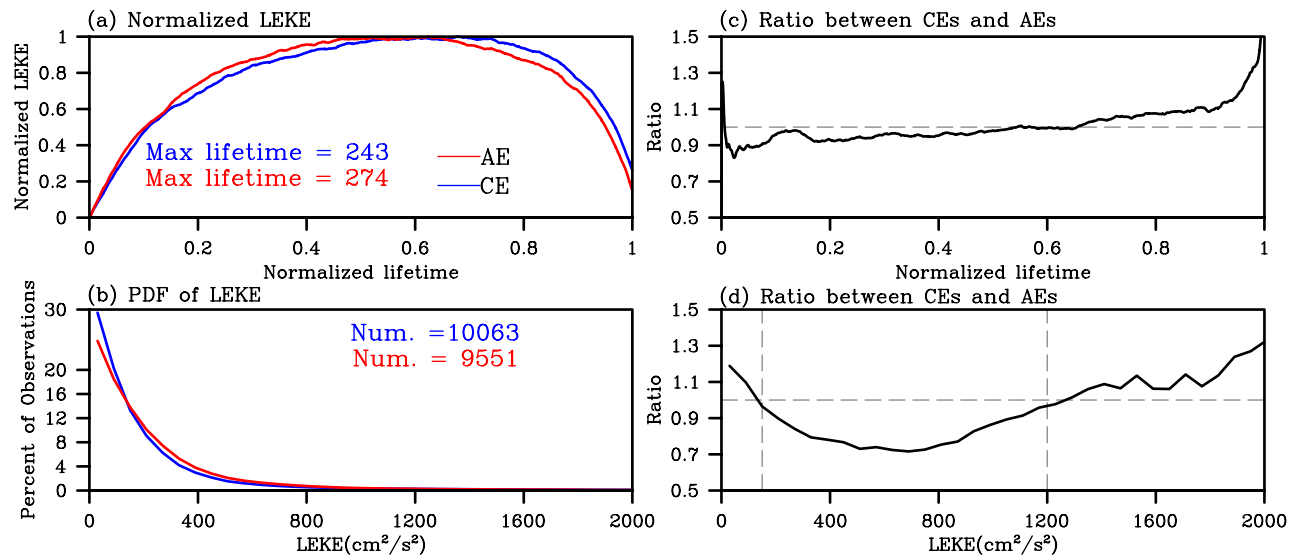 (a) Normalized LEKE
Normalized LEKE
1
0.8
0.6
0.4
0.2
0
Max lifetime = 243
Max lifetime = 274
AE
CE
0 0.2 0.4 0.6 0.8 1
Normalized lifetime
(c) Ratio between CEs and AEs
Ratio
1.5
1.3
1.1
0.9
0.7
0.5
0 0.2 0.4 0.6 0.8 1
Normalized lifetime
(b) PDF of LEKE
Percent of Observations
30
20
16
12
8
4
0
Num. =10063
Num. = 9551
0 400 800 1200 1600 2000
LEKE(cm²/s²)
(d) Ratio between CEs and AEs
Ratio
1.5
1.3
1.1
0.9
0.7
0.5
0 400 800 1200 1600 2000
LEKE(cm²/s²)